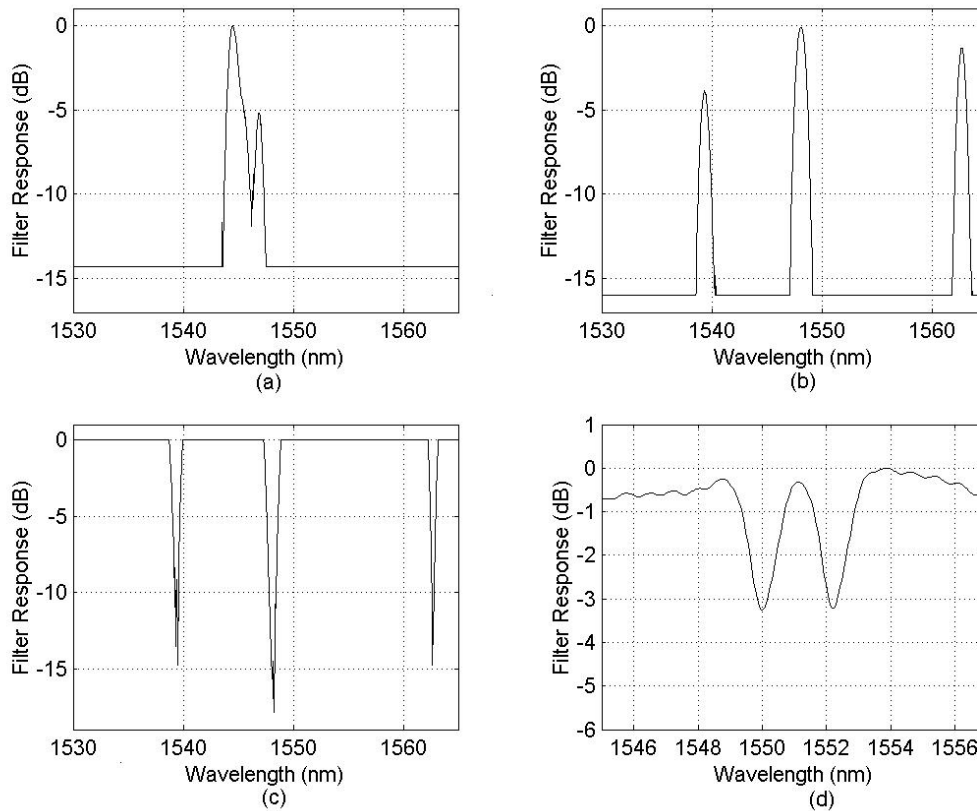 0
-5
-10
-15
Filter Response (dB)
1530 1540 1550 1560
Wavelength (nm)
(a)
0
-5
-10
-15
Filter Response (dB)
1530 1540 1550 1560
Wavelength (nm)
(b)
0
-5
-10
-15
Filter Response (dB)
1530 1540 1550 1560
Wavelength (nm)
(c)
1
0
-1
-2
-3
-4
-5
-6
Filter Response (dB)
1546 1548 1550 1552 1554 1556
Wavelength (nm)
(d)